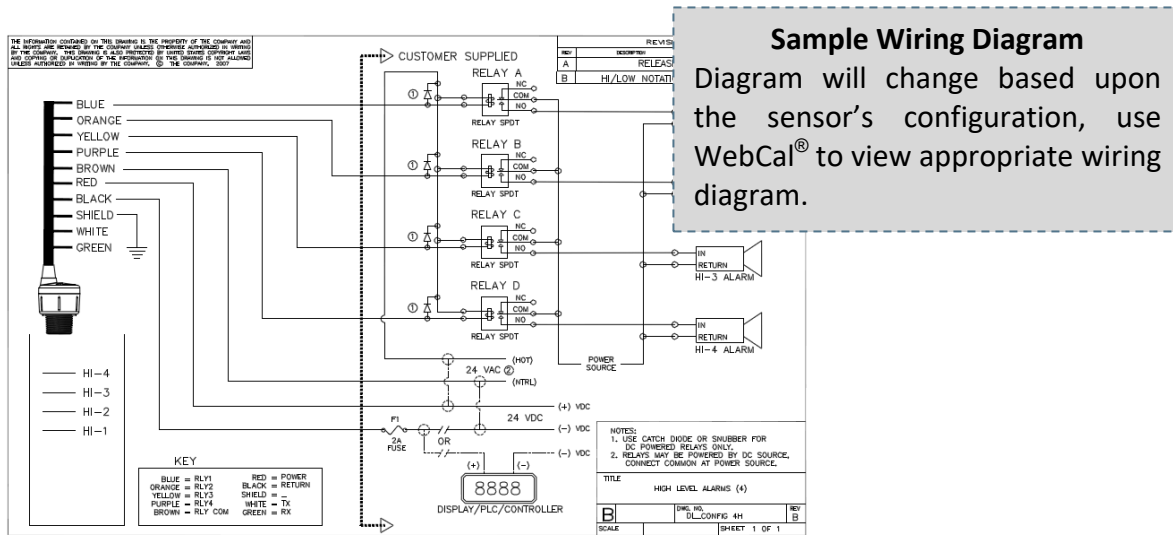 THE INFORMATION CONTAINED ON THIS DRAWING IS THE PROPERTY OF THE COMPANY AND
ALL RIGHTS ARE RETAINED BY THE COMPANY UNLESS OTHERWISE AUTHORIZED IN WRITING
BY THE COMPANY. THIS DRAWING IS ALSO PROTECTED BY UNITED STATES COPYRIGHT LAWS
AND COPYING OR DUPLICATION OF THE INFORMATION ON THIS DRAWING IS NOT ALLOWED
UNLESS AUTHORIZED IN WRITING BY THE COMPANY. © THE COMPANY, 2007
Sample Wiring Diagram
Diagram will change based upon
the sensor's configuration, use
WebCal® to view appropriate wiring
diagram.
REVIS
REV DESCRIPTION
A RELEAS
B HI/LOW NOTATI
BLUE
ORANGE
YELLOW
PURPLE
BROWN
RED
BLACK
SHIELD
WHITE
GREEN
HI-4
HI-3
HI-2
HI-1
KEY
BLUE = RLY1
ORANGE = RLY2
YELLOW = RLY3
PURPLE = RLY4
BROWN = RLY COM
RED = POWER
BLACK = RETURN
SHIELD = ⏚
WHITE = TX
GREEN = RX
CUSTOMER SUPPLIED
RELAY A
①
NC
COM
NO
RELAY SPDT
RELAY B
①
NC
COM
NO
RELAY SPDT
RELAY C
①
NC
COM
NO
RELAY SPDT
RELAY D
①
NC
COM
NO
RELAY SPDT
IN
RETURN
HI-3 ALARM
IN
RETURN
HI-4 ALARM
(HOT)
24 VAC ②
(NTRL)
POWER
SOURCE
(+) VDC
24 VDC
(-) VDC
(-) VDC
F1
2A
FUSE
OR
(+) (-)
8888
DISPLAY/PLC/CONTROLLER
NOTES:
1. USE CATCH DIODE OR SNUBBER FOR
DC POWERED RELAYS ONLY.
2. RELAYS MAY BE POWERED BY DC SOURCE,
CONNECT COMMON AT POWER SOURCE.
TITLE
HIGH LEVEL ALARMS (4)
B
DWG. NO.
DL_CONFIG 4H
REV
B
SCALE
SHEET 1 OF 1